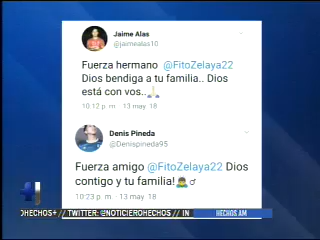 Jaime Alas
@jaimealas10
Fuerza hermano @FitoZelaya22
Dios bendiga a tu familia.. Dios
está con vos..🙏🏻
10:12 p. m. · 13 may 18
Denis Pineda
@Denispineda95
Fuerza amigo @FitoZelaya22 Dios
contigo y tu familia!🙇♂
10:23 p. m. · 13 may 18
HECHOS+ // TWITTER: @NOTICIEROHECHOS // IN
HECHOS AM